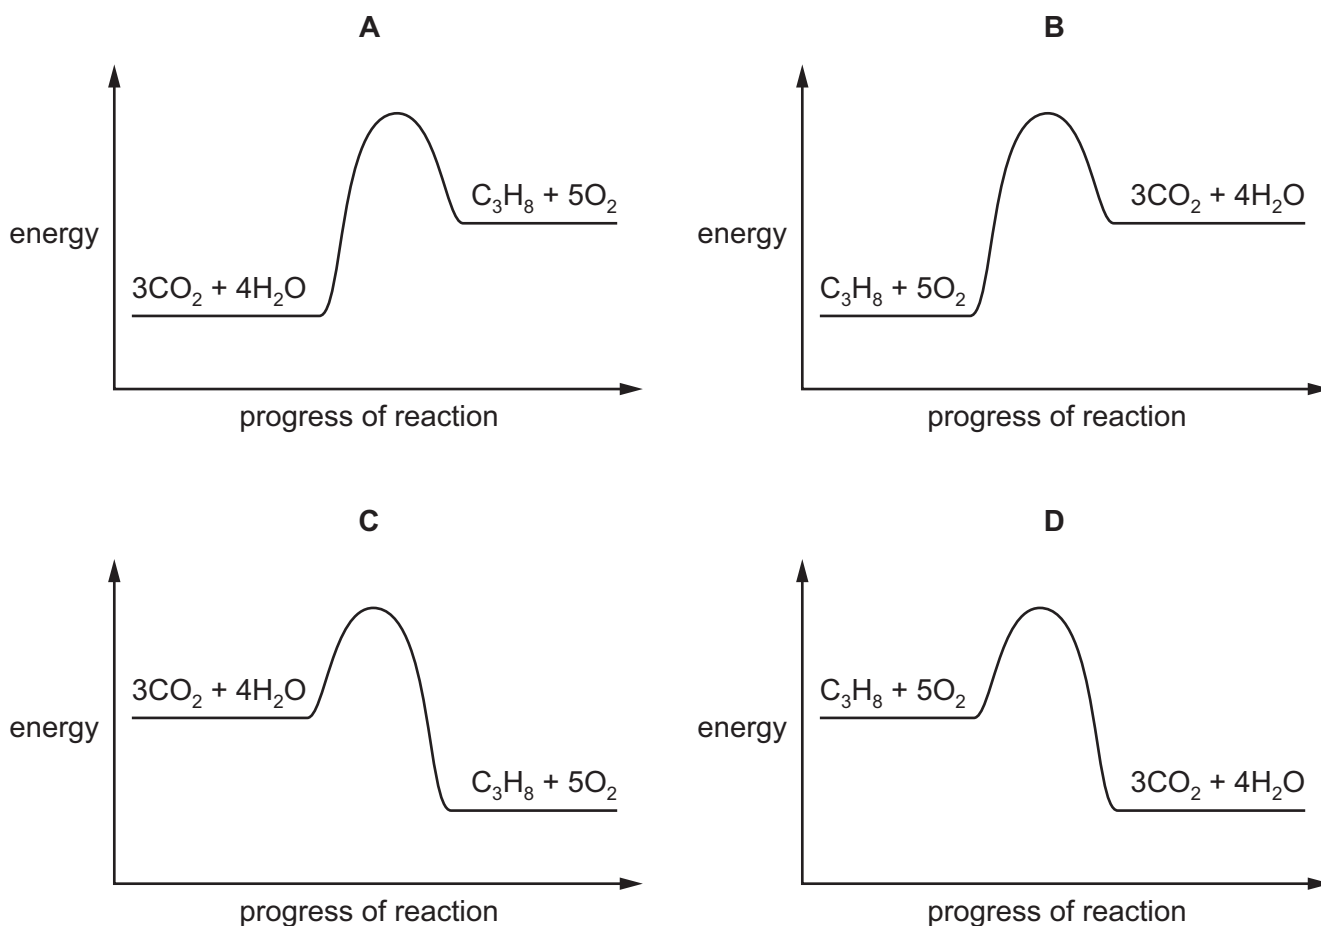 A
energy
3CO₂ + 4H₂O
C₃H₈ + 5O₂
progress of reaction
B
energy
C₃H₈ + 5O₂
3CO₂ + 4H₂O
progress of reaction
C
energy
3CO₂ + 4H₂O
C₃H₈ + 5O₂
progress of reaction
D
energy
C₃H₈ + 5O₂
3CO₂ + 4H₂O
progress of reaction